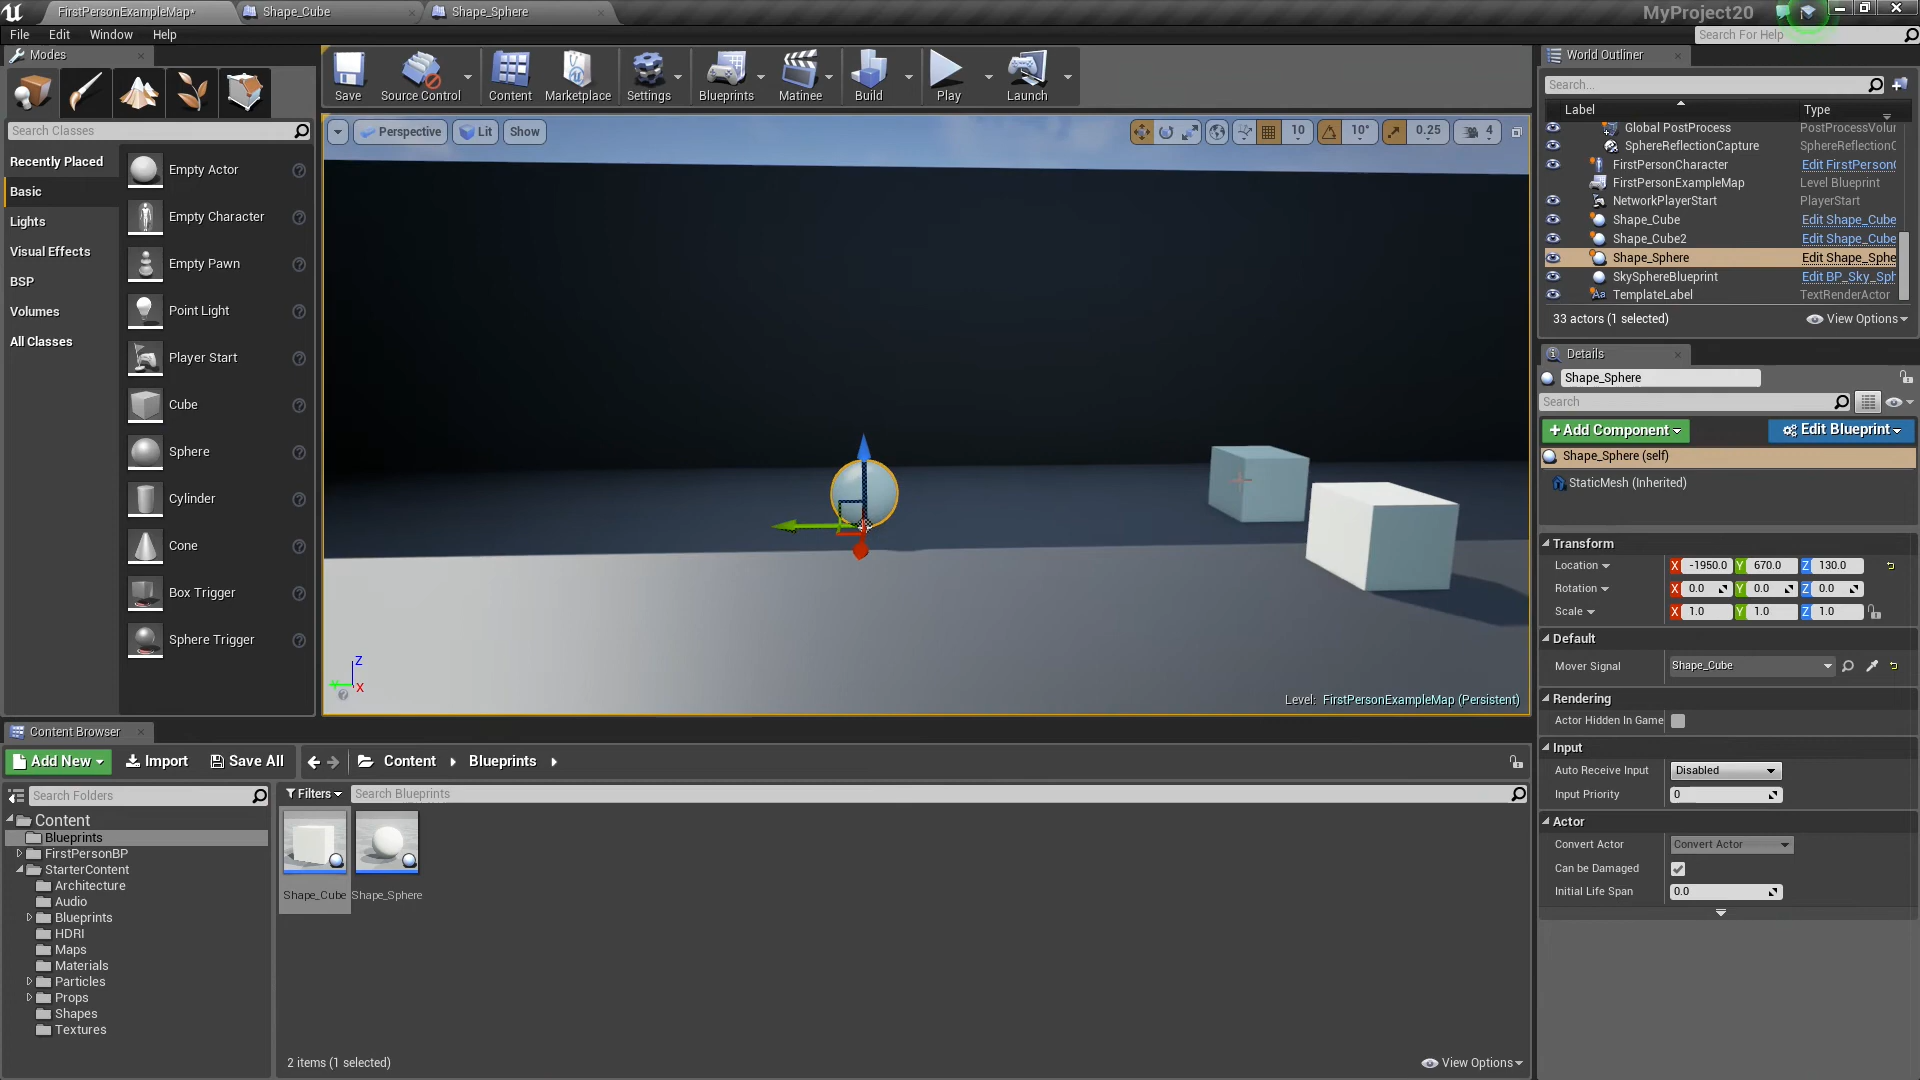 FirstPersonExampleMap*
Shape_Cube
Shape_Sphere
MyProject20
File Edit Window Help
Search For Help
Modes
Search Classes
Recently Placed
Basic
Lights
Visual Effects
BSP
Volumes
All Classes
Empty Actor
Empty Character
Empty Pawn
Point Light
Player Start
Cube
Sphere
Cylinder
Cone
Box Trigger
Sphere Trigger
Save
Source Control
Content
Marketplace
Settings
Blueprints
Matinee
Build
Play
Launch
Perspective
Lit
Show
10
10°
0.25
4
Z
X
Level: FirstPersonExampleMap (Persistent)
World Outliner
Search...
Label Type
Global PostProcess PostProcessVolur
SphereReflectionCapture SphereReflectionC
FirstPersonCharacter Edit FirstPerson(
FirstPersonExampleMap Level Blueprint
NetworkPlayerStart PlayerStart
Shape_Cube Edit Shape_Cube
Shape_Cube2 Edit Shape_Cube
Shape_Sphere Edit Shape_Sphe
SkySphereBlueprint Edit BP_Sky_Sph
TemplateLabel TextRenderActor
33 actors (1 selected)
View Options
Details
Shape_Sphere
Search
+Add Component
Edit Blueprint
Shape_Sphere (self)
StaticMesh (Inherited)
Transform
Location X -1950.0 Y 670.0 Z 130.0
Rotation X 0.0 Y 0.0 Z 0.0
Scale X 1.0 Y 1.0 Z 1.0
Default
Mover Signal Shape_Cube
Rendering
Actor Hidden In Game
Input
Auto Receive Input Disabled
Input Priority 0
Actor
Convert Actor Convert Actor
Can be Damaged
Initial Life Span 0.0
Content Browser
Add New
Import
Save All
Content
Blueprints
Search Folders
Filters
Search Blueprints
Content
Blueprints
FirstPersonBP
StarterContent
Architecture
Audio
Blueprints
HDRI
Maps
Materials
Particles
Props
Shapes
Textures
Shape_Cube
Shape_Sphere
2 items (1 selected)
View Options